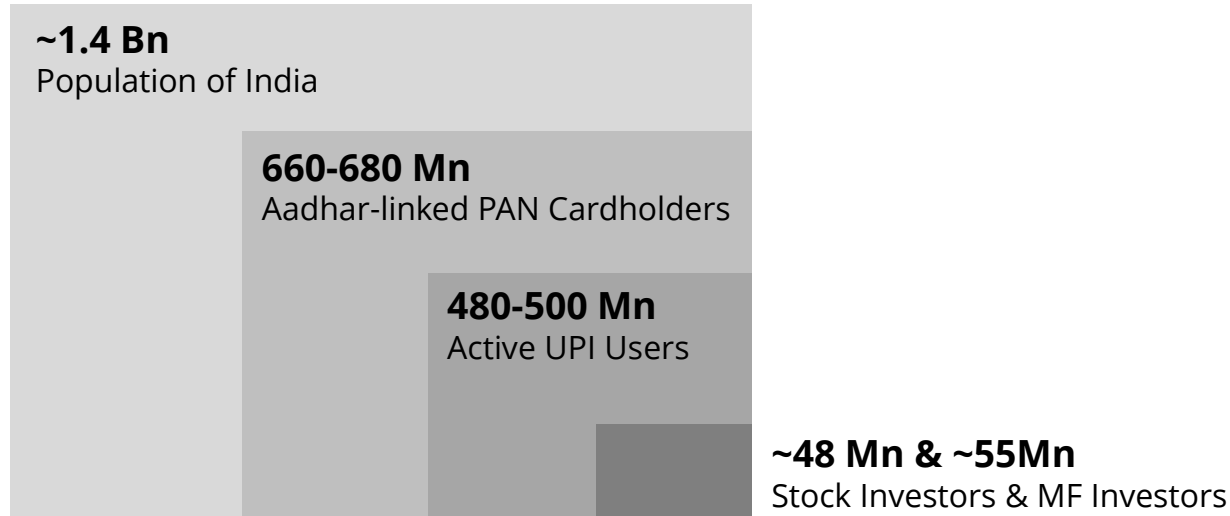 ~1.4 Bn
Population of India
660-680 Mn
Aadhar-linked PAN Cardholders
480-500 Mn
Active UPI Users
~48 Mn & ~55Mn
Stock Investors & MF Investors